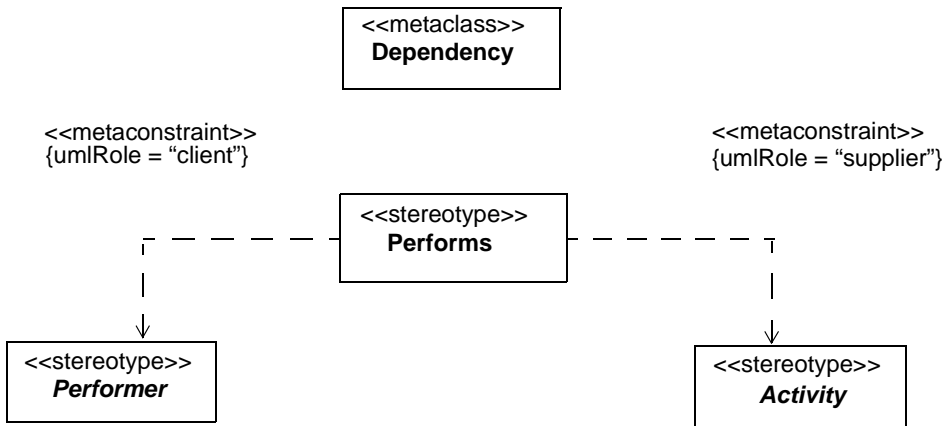 <<metaclass>>
Dependency
<<metaconstraint>>
{umlRole = “client”}
<<metaconstraint>>
{umlRole = “supplier”}
<<stereotype>>
Performs
<<stereotype>>
Performer
<<stereotype>>
Activity